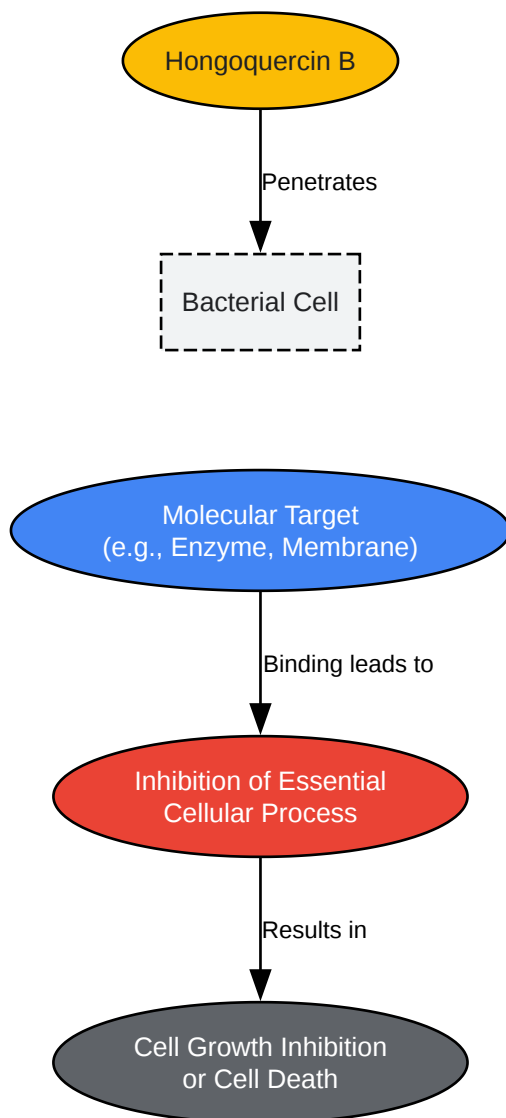 Hongoquercin B
Penetrates
Bacterial Cell
Molecular Target
(e.g., Enzyme, Membrane)
Binding leads to
Inhibition of Essential
Cellular Process
Results in
Cell Growth Inhibition
or Cell Death